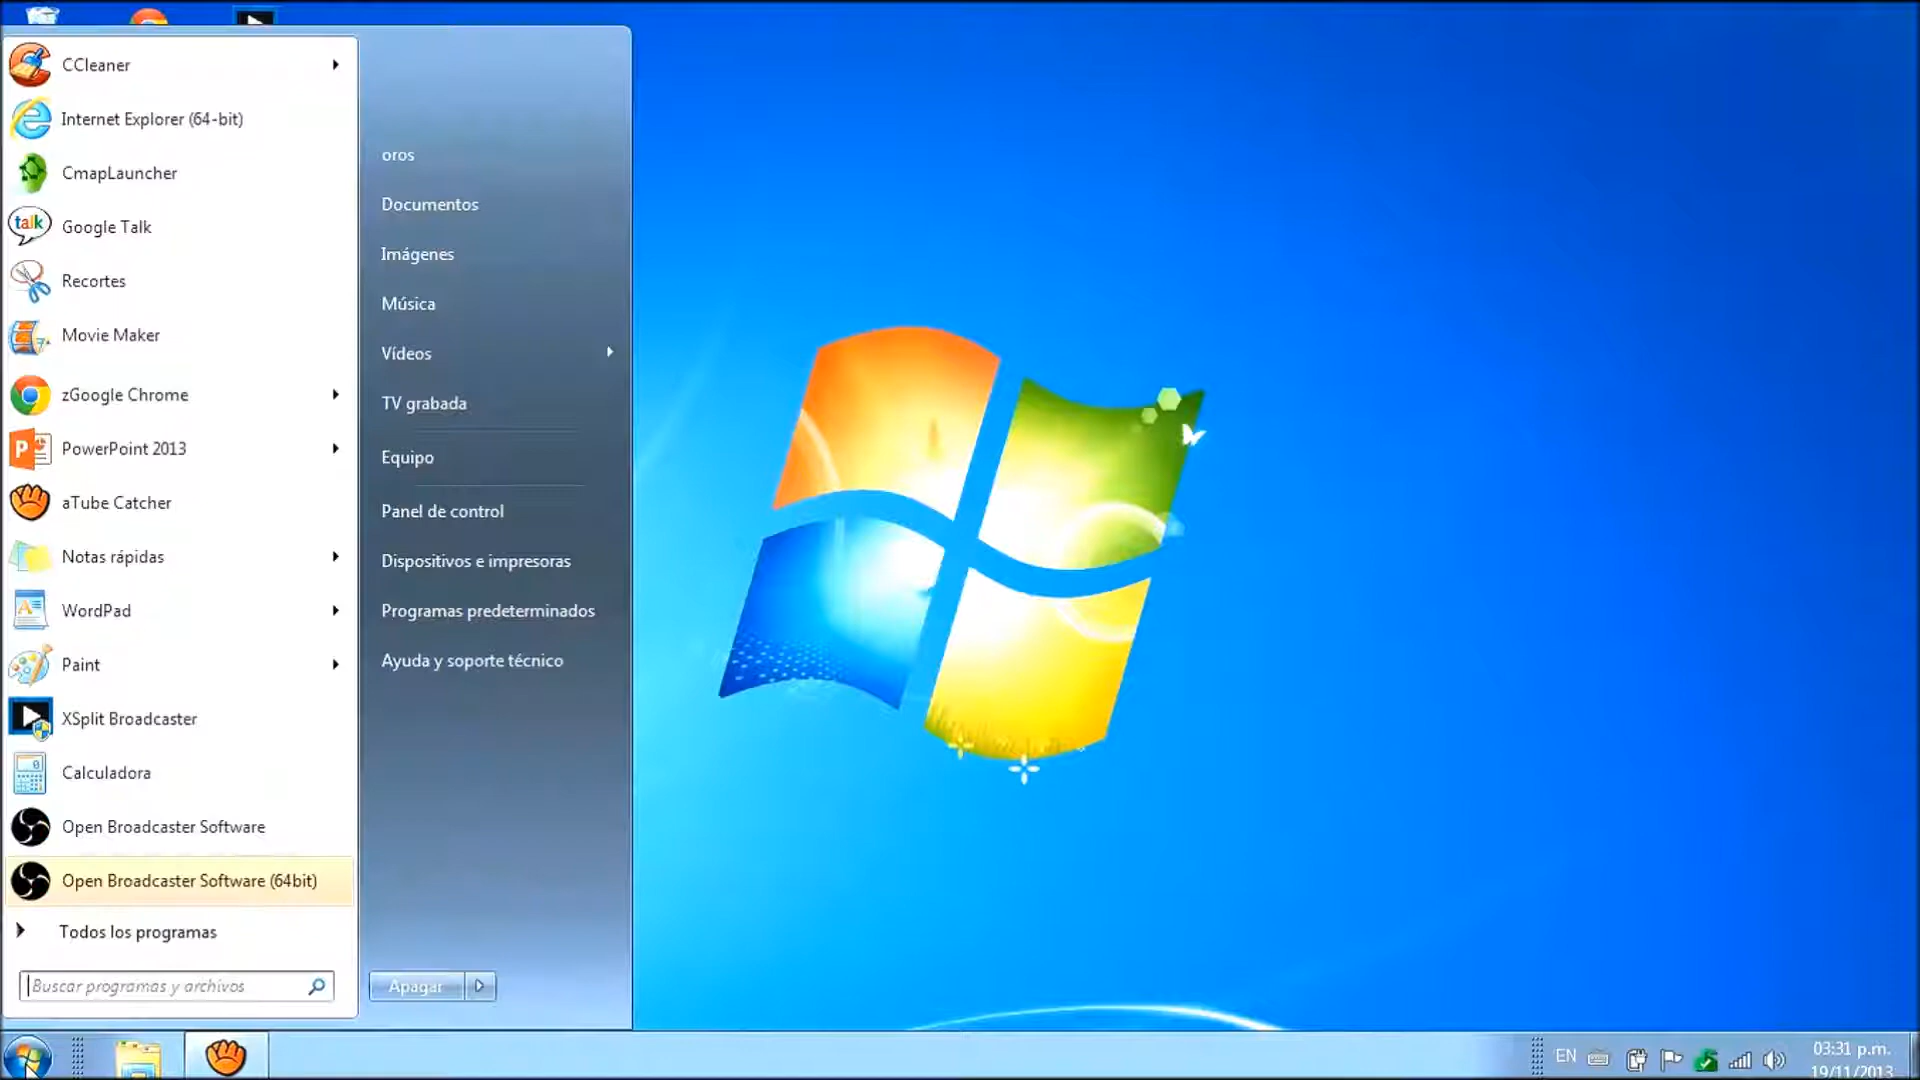 CCleaner
Internet Explorer (64-bit)
CmapLauncher
talk
Google Talk
Recortes
Movie Maker
zGoogle Chrome
PowerPoint 2013
aTube Catcher
Notas rápidas
WordPad
Paint
XSplit Broadcaster
Calculadora
Open Broadcaster Software
Open Broadcaster Software (64bit)
Todos los programas
Buscar programas y archivos
oros
Documentos
Imágenes
Música
Vídeos
TV grabada
Equipo
Panel de control
Dispositivos e impresoras
Programas predeterminados
Ayuda y soporte técnico
Apagar
EN
03:31 p.m.
19/11/2013